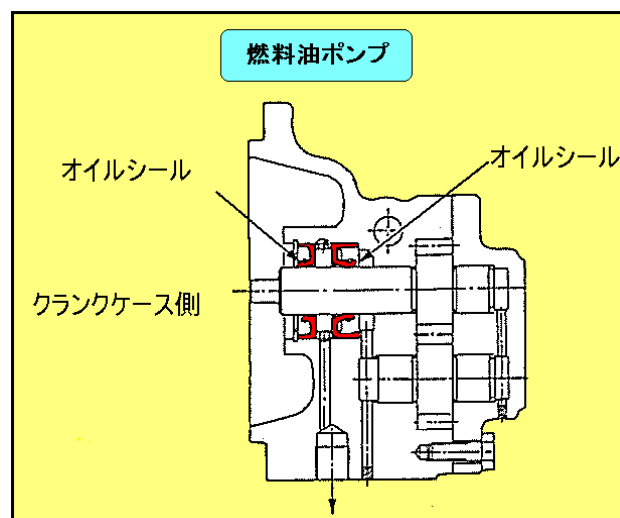 燃料油ポンプ
オイルシール
オイルシール
クランクケース側